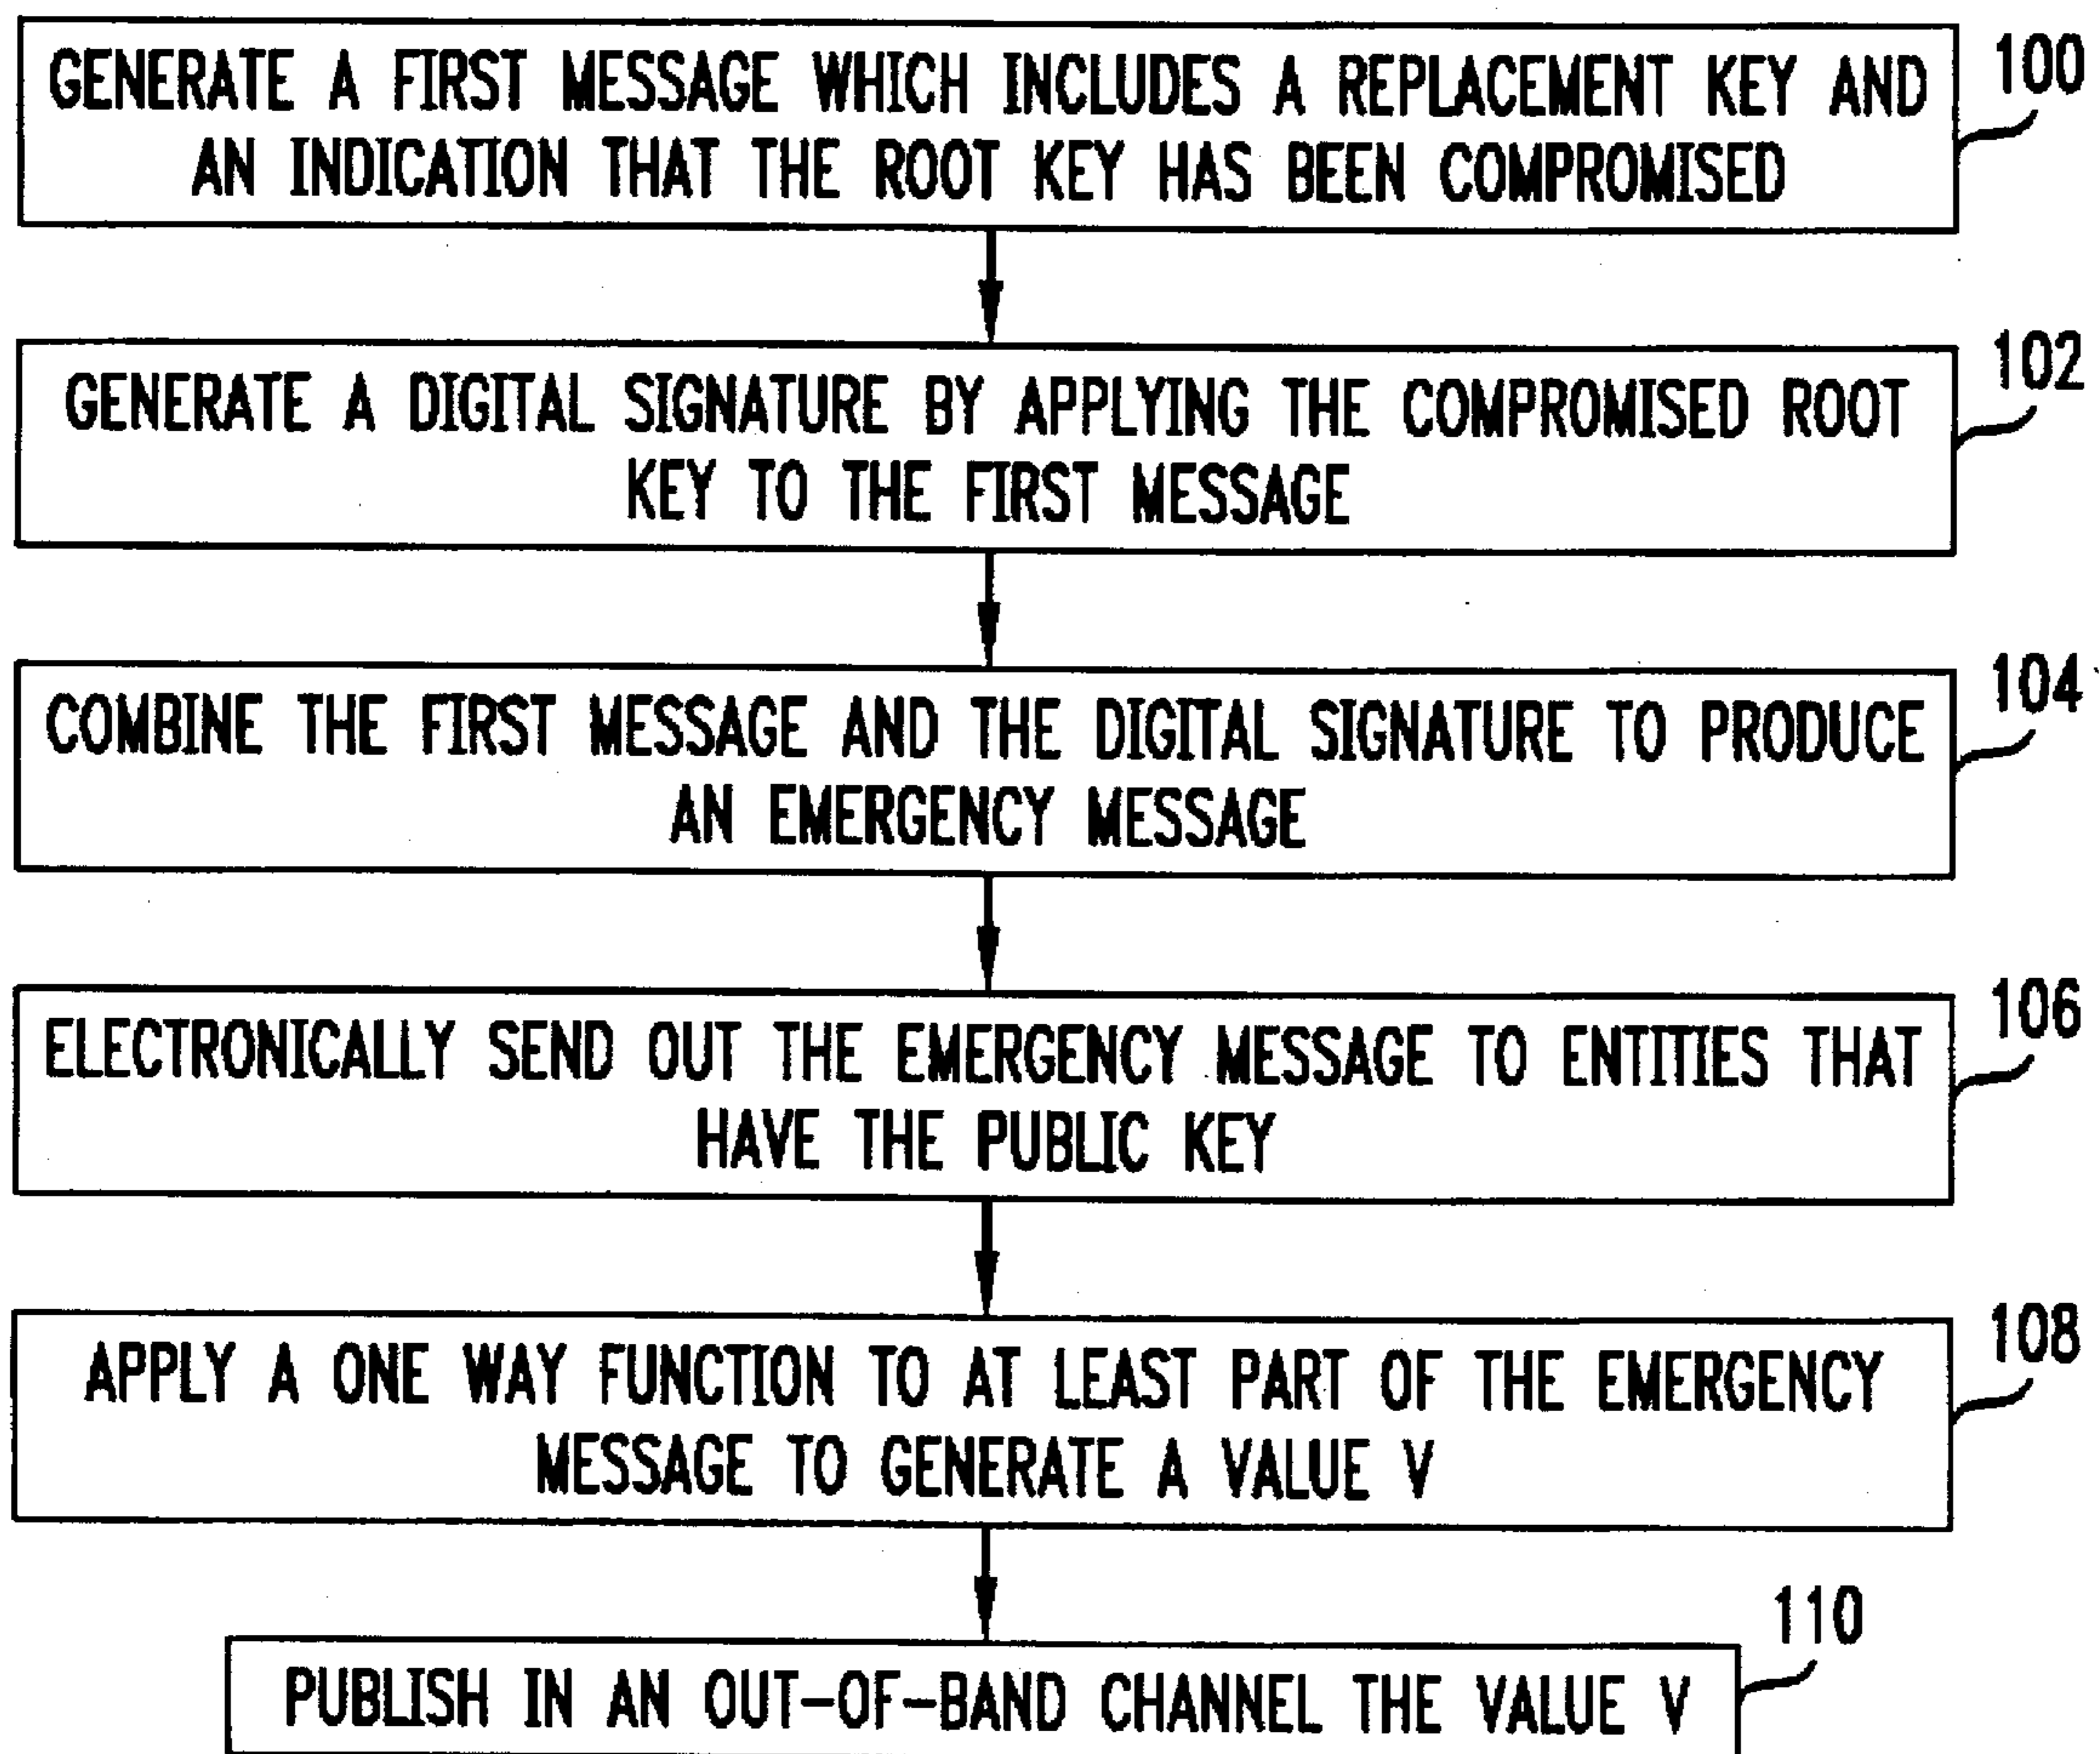 GENERATE A FIRST MESSAGE WHICH INCLUDES A REPLACEMENT KEY AND
AN INDICATION THAT THE ROOT KEY HAS BEEN COMPROMISED
100
GENERATE A DIGITAL SIGNATURE BY APPLYING THE COMPROMISED ROOT
KEY TO THE FIRST MESSAGE
102
COMBINE THE FIRST MESSAGE AND THE DIGITAL SIGNATURE TO PRODUCE
AN EMERGENCY MESSAGE
104
ELECTRONICALLY SEND OUT THE EMERGENCY MESSAGE TO ENTITIES THAT
HAVE THE PUBLIC KEY
106
APPLY A ONE WAY FUNCTION TO AT LEAST PART OF THE EMERGENCY
MESSAGE TO GENERATE A VALUE V
108
PUBLISH IN AN OUT-OF-BAND CHANNEL THE VALUE V
110